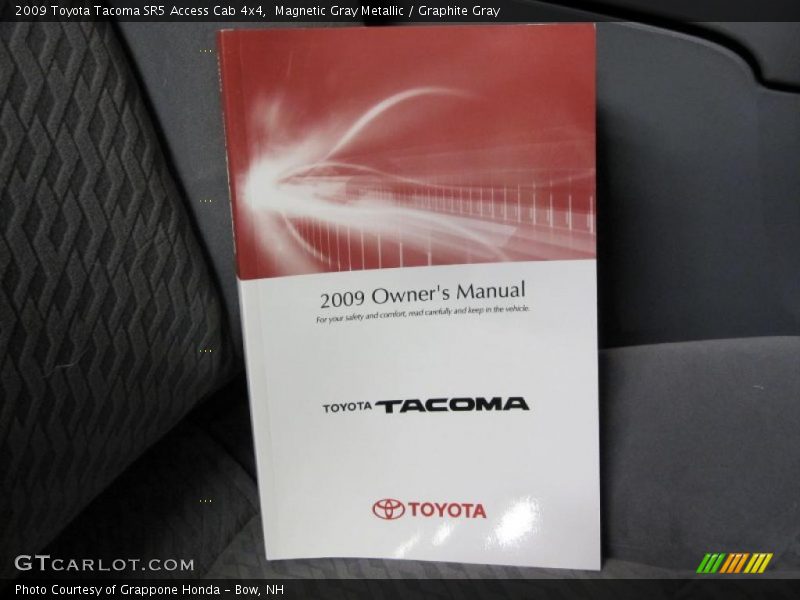 2009 Toyota Tacoma SR5 Access Cab 4x4,  Magnetic Gray Metallic / Graphite Gray
2009 Owner's Manual
For your safety and comfort, read carefully and keep in the vehicle.
TOYOTA TACOMA
TOYOTA
GTCARLOT.COM
Photo Courtesy of Grappone Honda - Bow, NH